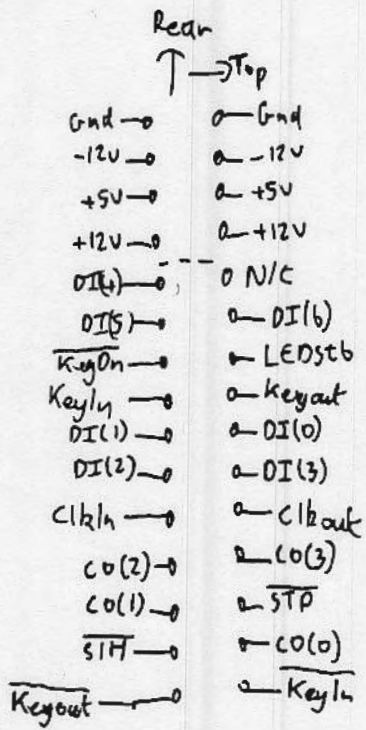 Rear
Top
Gnd Gnd
-12V -12V
+5V +5V
+12V +12V
DI(4) N/C
DI(5) DI(6)
KeyOn LEDStb
KeyIn Keyout
DI(1) DI(0)
DI(2) DI(3)
ClkIn Clkout
CO(2) CO(3)
CO(1) STP
SIH CO(0)
Keyout KeyIn